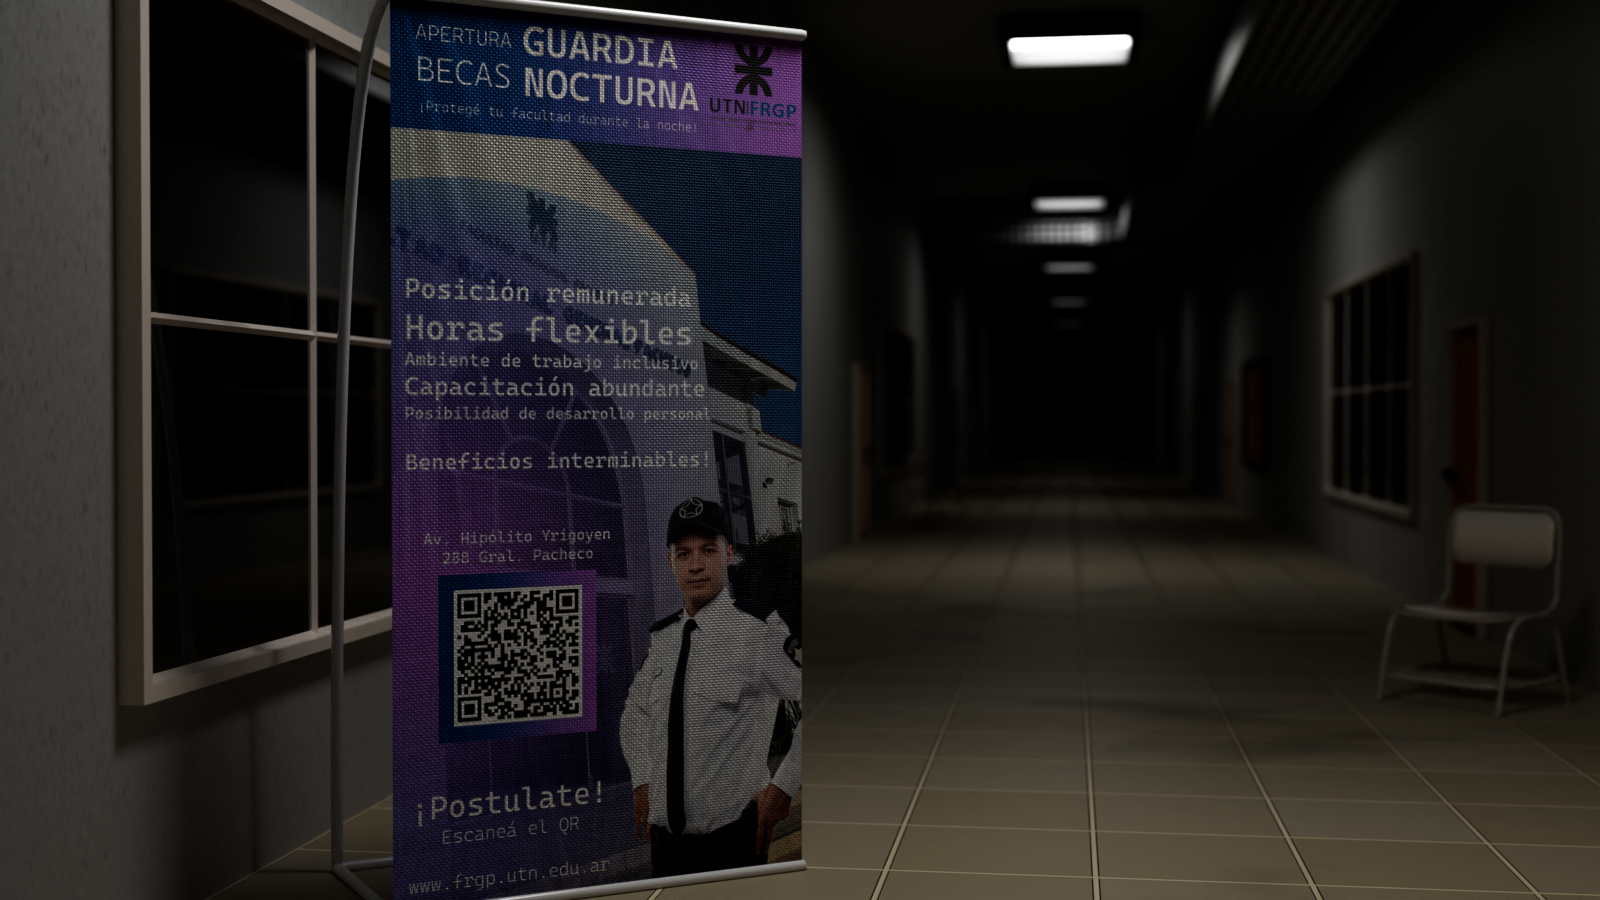 APERTURA GUARDIA
BECAS NOCTURNA
¡Protegé tu facultad durante la noche!
UTN|FRGP
Posición remunerada
Horas flexibles
Ambiente de trabajo inclusivo
Capacitación abundante
Posibilidad de desarrollo personal
Beneficios interminables!
Av. Hipólito Yrigoyen
288 Gral. Pacheco
¡Postulate!
Escaneá el QR
www.frgp.utn.edu.ar